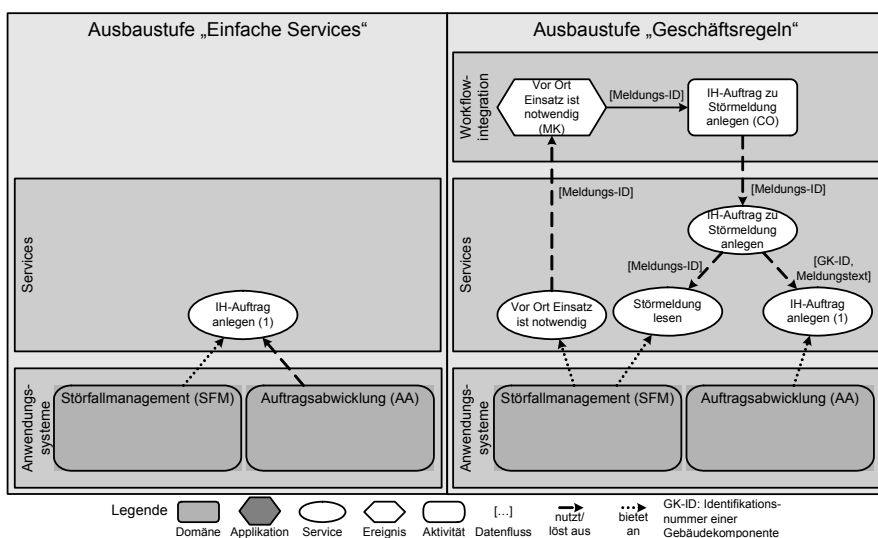 Ausbaustufe „Einfache Services“
Services
IH-Auftrag
anlegen (1)
Anwendungs-
systeme
Störfallmanagement (SFM)
Auftragsabwicklung (AA)
Ausbaustufe „Geschäftsregeln“
Workflow-
integration
Vor Ort
Einsatz ist
notwendig
(MK)
[Meldungs-ID]
IH-Auftrag zu
Störmeldung
anlegen (CO)
[Meldungs-ID]
[Meldungs-ID]
Services
IH-Auftrag zu
Störmeldung
anlegen
[Meldungs-ID]
[GK-ID,
Meldungstext]
Vor Ort Einsatz
ist notwendig
Störmeldung
lesen
IH-Auftrag
anlegen (1)
Anwendungs-
systeme
Störfallmanagement (SFM)
Auftragsabwicklung (AA)
Legende
Domäne
Applikation
Service
Ereignis
Aktivität
[…]
Datenfluss
nutzt/
löst aus
bietet
an
GK-ID: Identifikations-
nummer einer
Gebäudekomponente